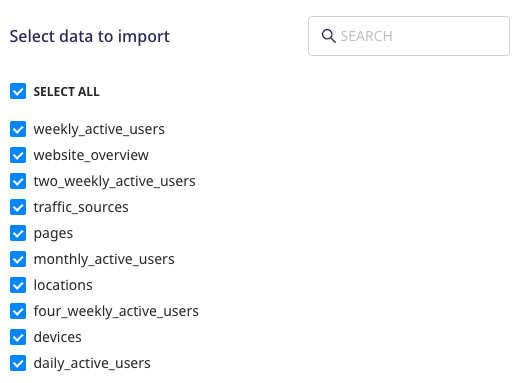 Select data to import
SEARCH
SELECT ALL
weekly_active_users
website_overview
two_weekly_active_users
traffic_sources
pages
monthly_active_users
locations
four_weekly_active_users
devices
daily_active_users